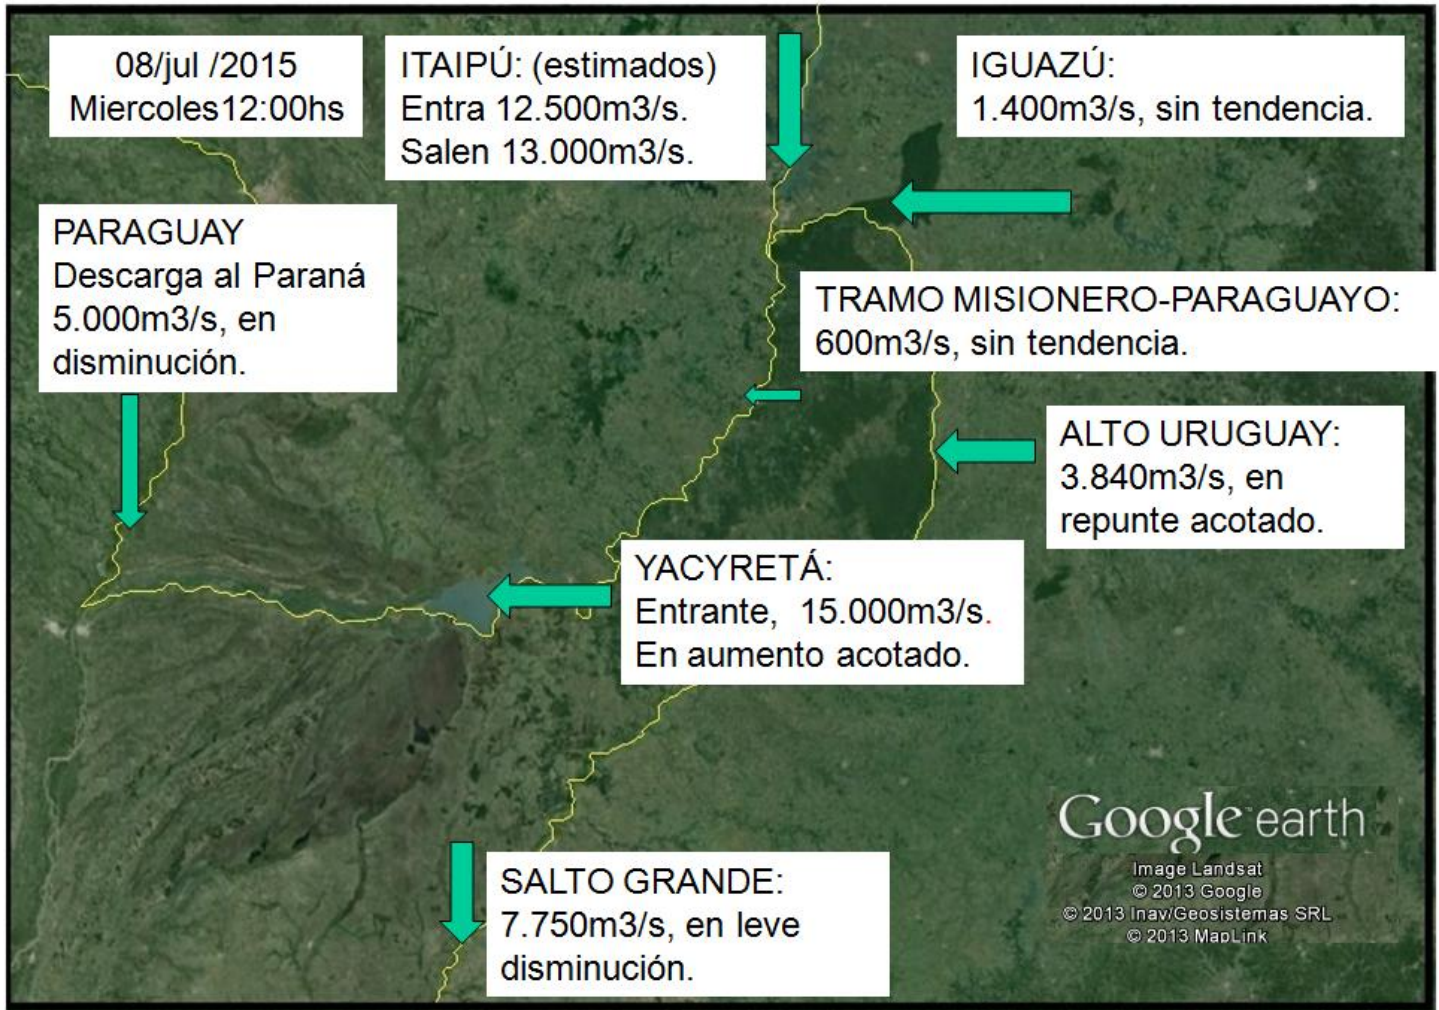 08/jul /2015
Miercoles12:00hs
ITAIPÚ: (estimados)
Entra 12.500m3/s.
Salen 13.000m3/s.
IGUAZÚ:
1.400m3/s, sin tendencia.
PARAGUAY
Descarga al Paraná
5.000m3/s, en
disminución.
TRAMO MISIONERO-PARAGUAYO:
600m3/s, sin tendencia.
ALTO URUGUAY:
3.840m3/s, en
repunte acotado.
YACYRETÁ:
Entrante,  15.000m3/s.
En aumento acotado.
SALTO GRANDE:
7.750m3/s, en leve
disminución.
Google earth
Image Landsat
© 2013 Google
© 2013 Inav/Geosistemas SRL
© 2013 MapLink